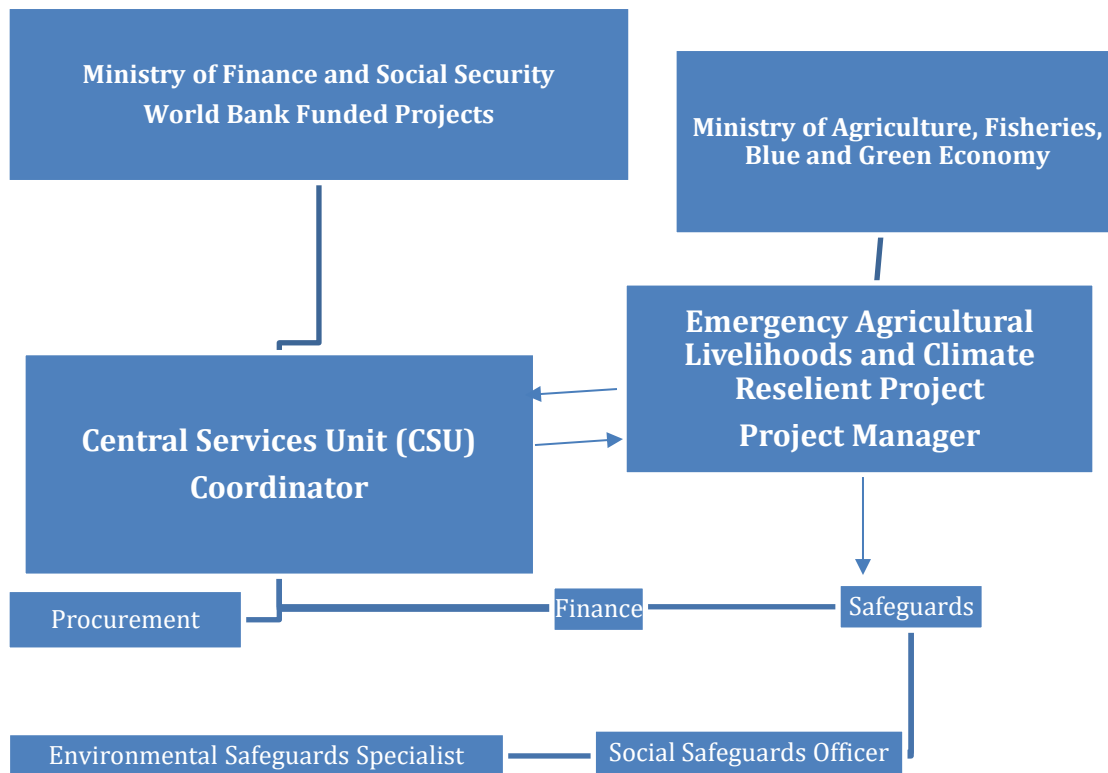 Ministry of Finance and Social Security
World Bank Funded Projects
Ministry of Agriculture, Fisheries,
Blue and Green Economy
Emergency Agricultural
Livelihoods and Climate
Reselient Project
Project Manager
Central Services Unit (CSU)
Coordinator
Procurement
Finance
Safeguards
Environmental Safeguards Specialist
Social Safeguards Officer